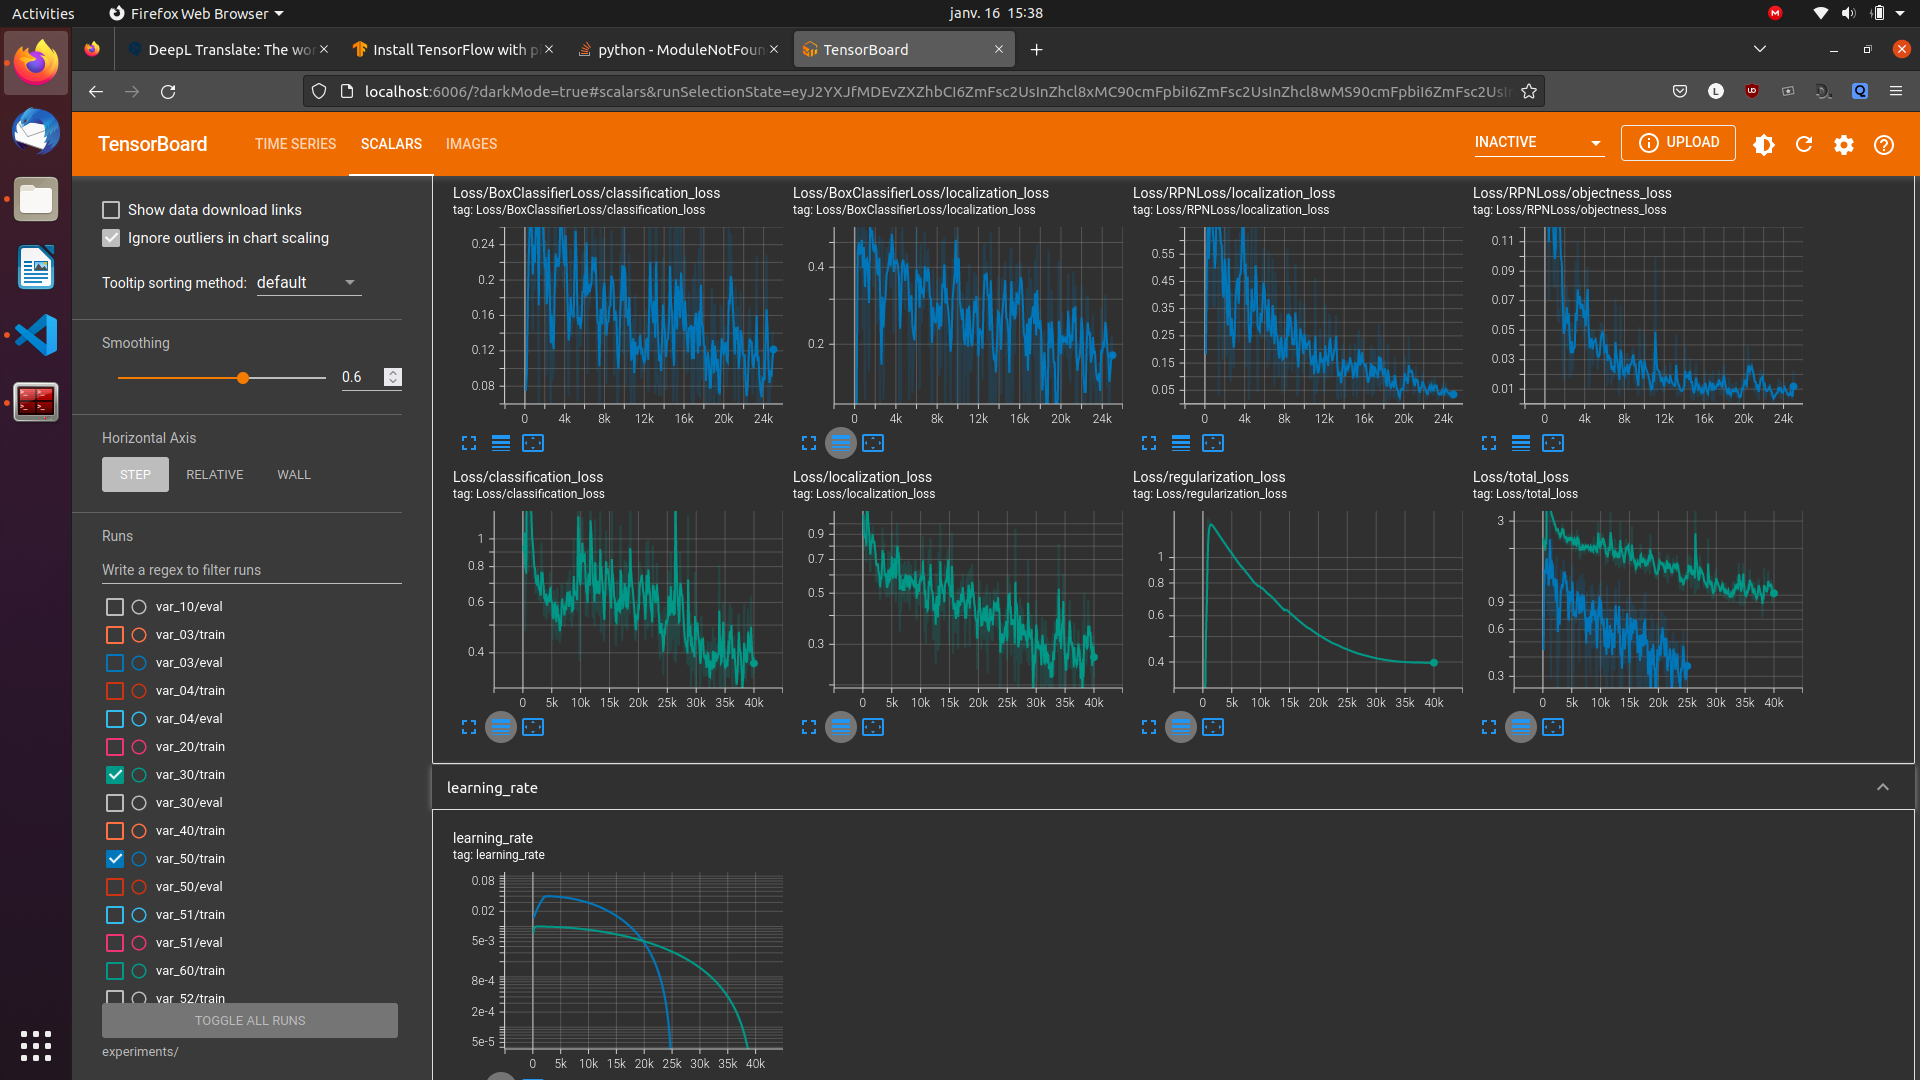 Activities
Firefox Web Browser
janv. 16 15:38
DeepL Translate: The wor
Install TensorFlow with p
python - ModuleNotFoun
TensorBoard
localhost:6006/?darkMode=true#scalars&runSelectionState=
TensorBoard
TIME SERIES
SCALARS
IMAGES
INACTIVE
UPLOAD
Show data download links
Ignore outliers in chart scaling
Tooltip sorting method: default
Smoothing
0.6
Horizontal Axis
STEP RELATIVE WALL
Runs
Write a regex to filter runs
var_10/eval
var_03/train
var_03/eval
var_04/train
var_04/eval
var_20/train
var_30/train
var_30/eval
var_40/train
var_50/train
var_50/eval
var_51/train
var_51/eval
var_60/train
var_52/train
TOGGLE ALL RUNS
experiments/
Loss/BoxClassifierLoss/classification_loss
tag: Loss/BoxClassifierLoss/classification_loss
0.24
0.2
0.16
0.12
0.08
0 4k 8k 12k 16k 20k 24k
Loss/BoxClassifierLoss/localization_loss
tag: Loss/BoxClassifierLoss/localization_loss
0.4
0.2
0 4k 8k 12k 16k 20k 24k
Loss/RPNLoss/localization_loss
tag: Loss/RPNLoss/localization_loss
0.55
0.45
0.35
0.25
0.15
0.05
0 4k 8k 12k 16k 20k 24k
Loss/RPNLoss/objectness_loss
tag: Loss/RPNLoss/objectness_loss
0.11
0.09
0.07
0.05
0.03
0.01
0 4k 8k 12k 16k 20k 24k
Loss/classification_loss
tag: Loss/classification_loss
1
0.8
0.6
0.4
0 5k 10k 15k 20k 25k 30k 35k 40k
Loss/localization_loss
tag: Loss/localization_loss
0.9
0.7
0.5
0.3
0 5k 10k 15k 20k 25k 30k 35k 40k
Loss/regularization_loss
tag: Loss/regularization_loss
1
0.8
0.6
0.4
0 5k 10k 15k 20k 25k 30k 35k 40k
Loss/total_loss
tag: Loss/total_loss
3
0.9
0.6
0.3
0 5k 10k 15k 20k 25k 30k 35k 40k
learning_rate
learning_rate
tag: learning_rate
0.08
0.02
5e-3
8e-4
2e-4
5e-5
0 5k 10k 15k 20k 25k 30k 35k 40k